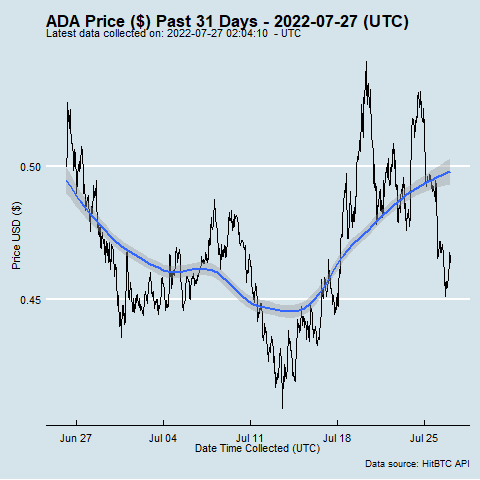 ADA Price ($) Past 31 Days - 2022-07-27 (UTC)
Latest data collected on: 2022-07-27 02:04:10 - UTC
Price USD ($)
0.50
0.45
Jun 27 Jul 04 Jul 11 Jul 18 Jul 25
Date Time Collected (UTC)
Data source: HitBTC API